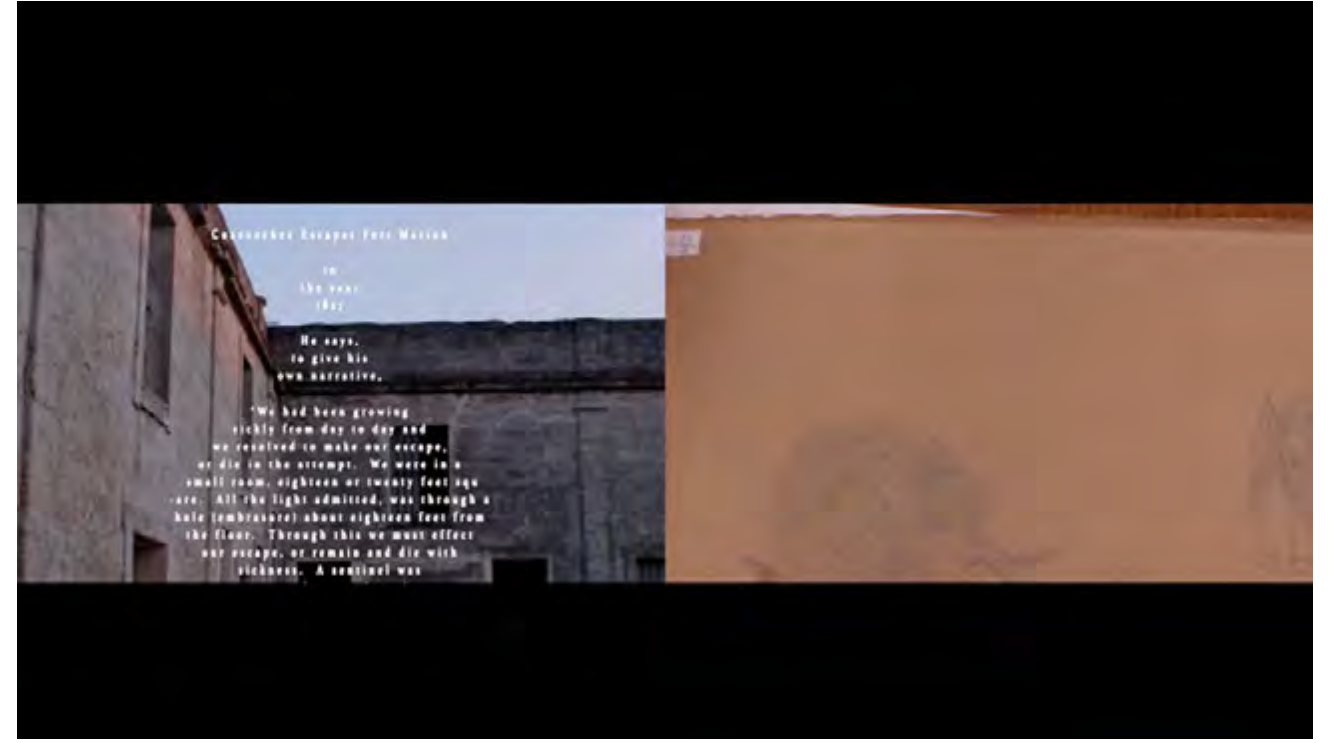 Escapes Fort Marion
in
the year
He says,
to give his
own narrative,
"We had been growing
sickly from day to day and
we resolved to make our escape,
or die in the attempt. We were in a
small room, eighteen or twenty feet squ
are. All the light admitted, was through a
hole (embrasure) about eighteen feet from
the floor. Through this we must effect
our escape, or remain and die with
sickness. A sentinel was